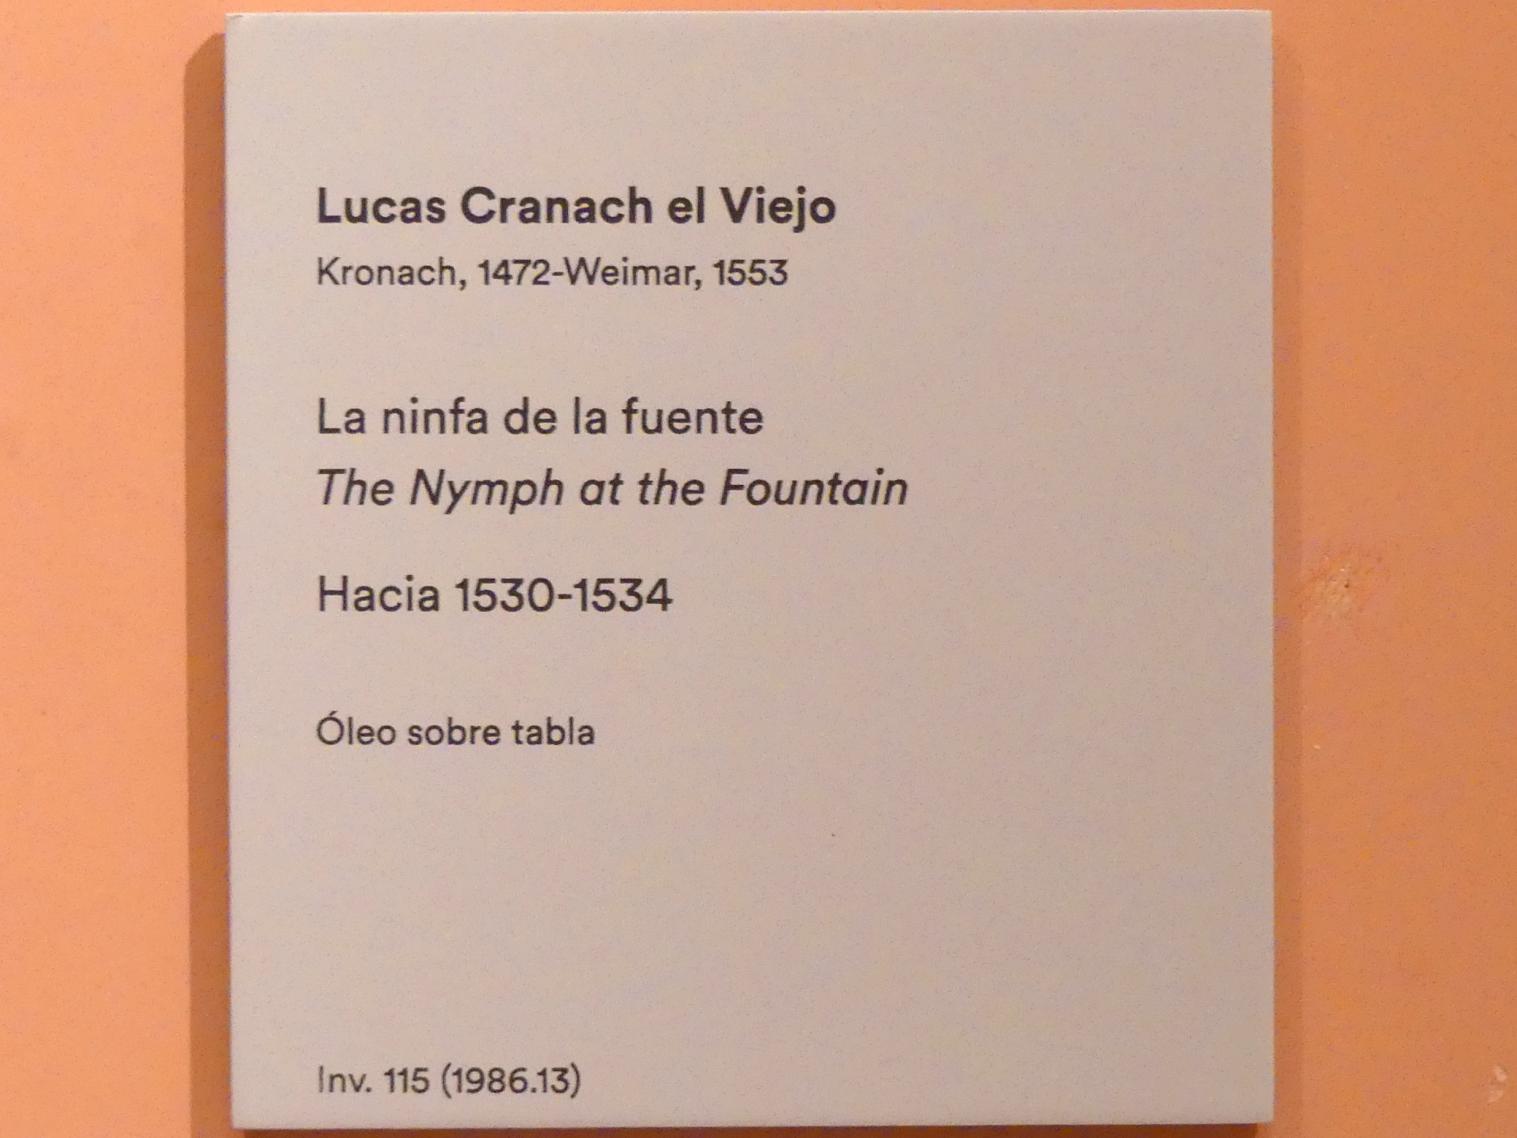 Lucas Cranach el Viejo
Kronach, 1472-Weimar, 1553
La ninfa de la fuente
The Nymph at the Fountain
Hacia 1530-1534
Óleo sobre tabla
Inv. 115 (1986.13)